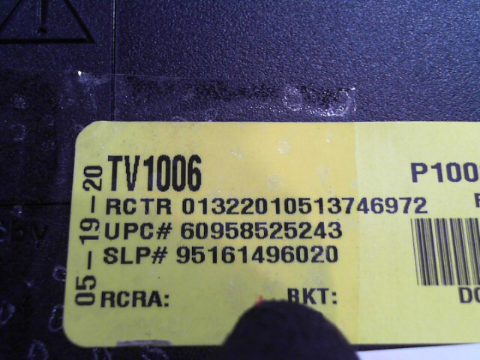 05-19-20
TV1006
P100
RCTR 01322010513746972
UPC# 60958525243
SLP# 95161496020
RCRA:
BKT: